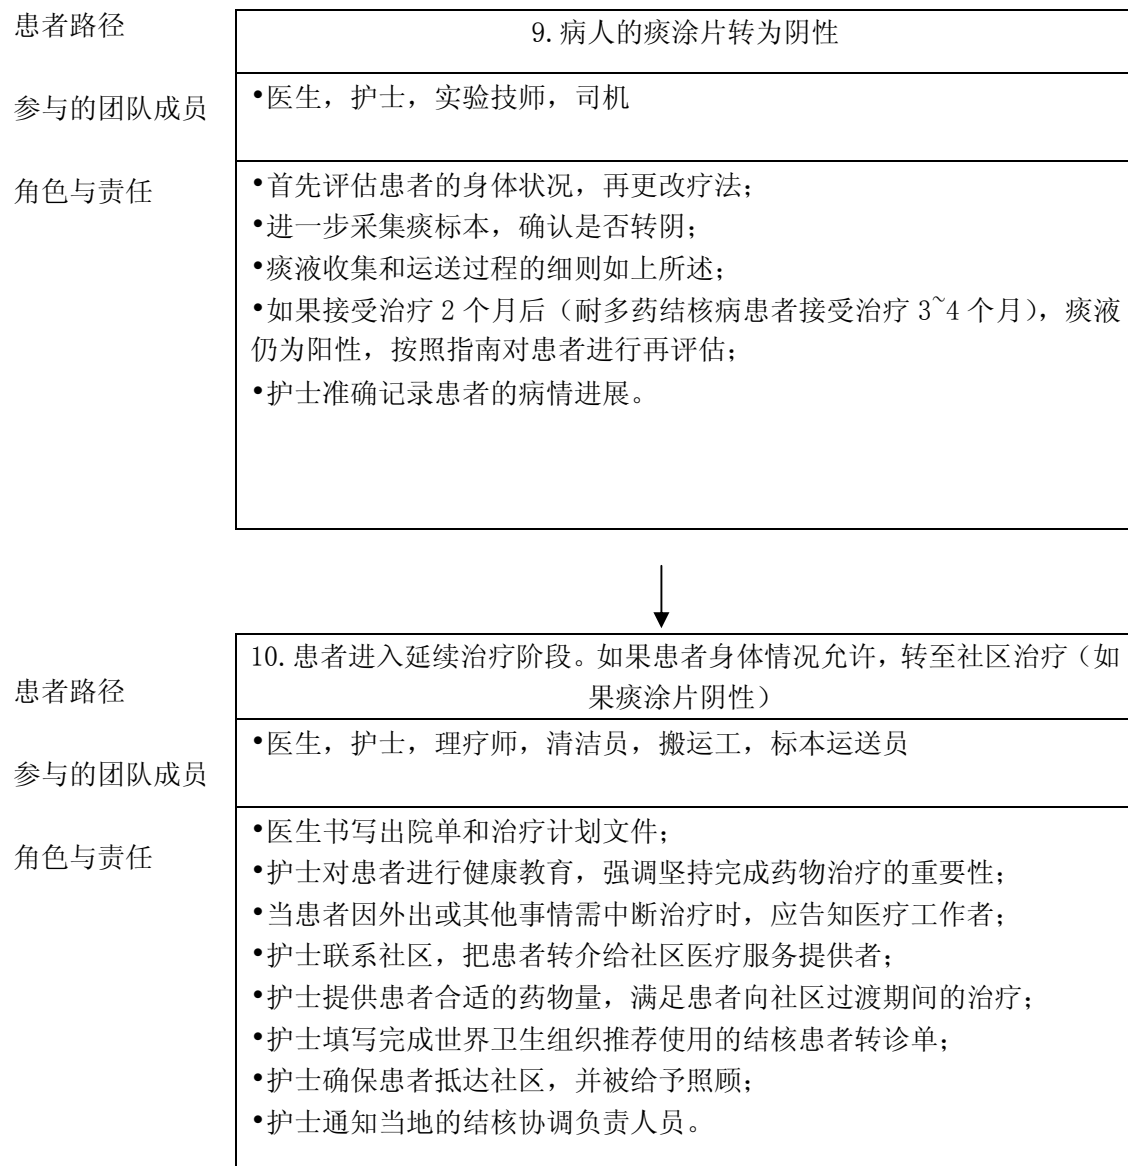 患者路径
9.病人的痰涂片转为阴性
参与的团队成员
•医生，护士，实验技师，司机
角色与责任
•首先评估患者的身体状况，再更改疗法；
•进一步采集痰标本，确认是否转阴；
•痰液收集和运送过程的细则如上所述；
•如果接受治疗 2 个月后（耐多药结核病患者接受治疗 3~4 个月），痰液
仍为阳性，按照指南对患者进行再评估；
•护士准确记录患者的病情进展。
患者路径
10.患者进入延续治疗阶段。如果患者身体情况允许，转至社区治疗（如
果痰涂片阴性）
参与的团队成员
•医生，护士，理疗师，清洁员，搬运工，标本运送员
角色与责任
•医生书写出院单和治疗计划文件；
•护士对患者进行健康教育，强调坚持完成药物治疗的重要性；
•当患者因外出或其他事情需中断治疗时，应告知医疗工作者；
•护士联系社区，把患者转介给社区医疗服务提供者；
•护士提供患者合适的药物量，满足患者向社区过渡期间的治疗；
•护士填写完成世界卫生组织推荐使用的结核患者转诊单；
•护士确保患者抵达社区，并被给予照顾；
•护士通知当地的结核协调负责人员。